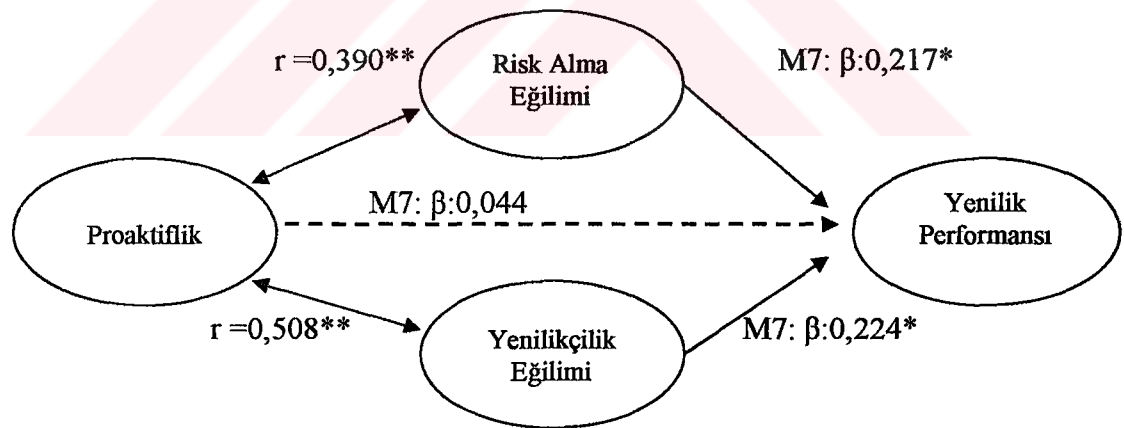 r =0,390**
Risk Alma
Eğilimi
M7: β:0,217*
Proaktiflik
M7: β:0,044
Yenilik
Performansı
r =0,508**
Yenilikçilik
Eğilimi
M7: β:0,224*